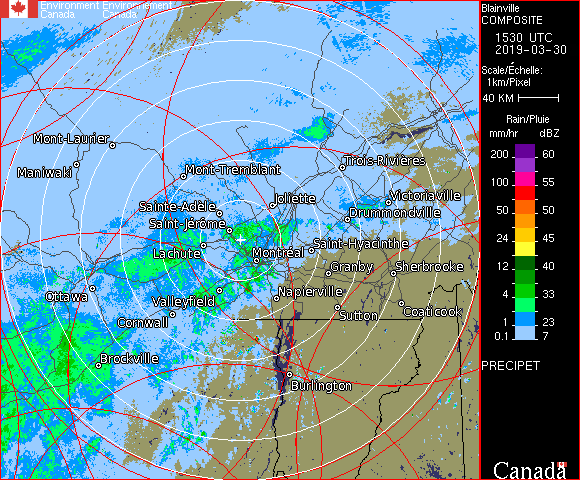 Environment Environnement
Canada Canada
Blainville
COMPOSITE
1530 UTC
2019-03-30
Scale/Échelle:
1km/Pixel
40 KM
Rain/Pluie
mm/hr dBZ
200 60
100 55
50 50
24 45
12 40
4 33
1 23
0.1 7
PRECIPET
Mont-Laurier
Maniwaki
Mont-Tremblant
Trois-Rivières
Joliette
Victoriaville
Sainte-Adèle
Drummondville
Saint-Jérôme
Saint-Hyacinthe
Lachute
Montréal
Granby
Sherbrooke
Ottawa
Valleyfield
Napierville
Cornwall
Sutton
Coaticook
Brockville
Burlington
Canada